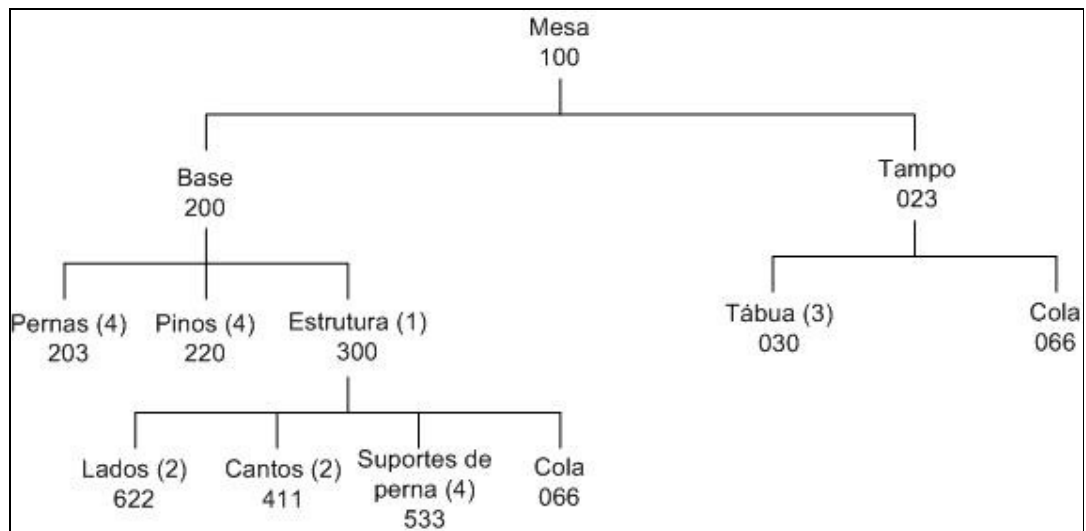 Mesa
100
Base
200
Tampo
023
Pernas (4)
203
Pinos (4)
220
Estrutura (1)
300
Tábua (3)
030
Cola
066
Lados (2)
622
Cantos (2)
411
Suportes de
perna (4)
533
Cola
066